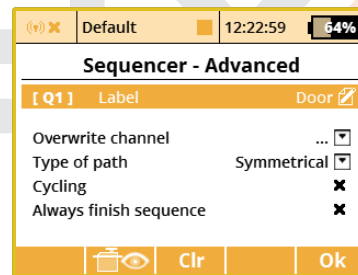 Default 12:22:59 64%
Sequencer - Advanced
[ Q1 ] Label Door
Overwrite channel ...
Type of path Symmetrical
Cycling
Always finish sequence
Clr Ok